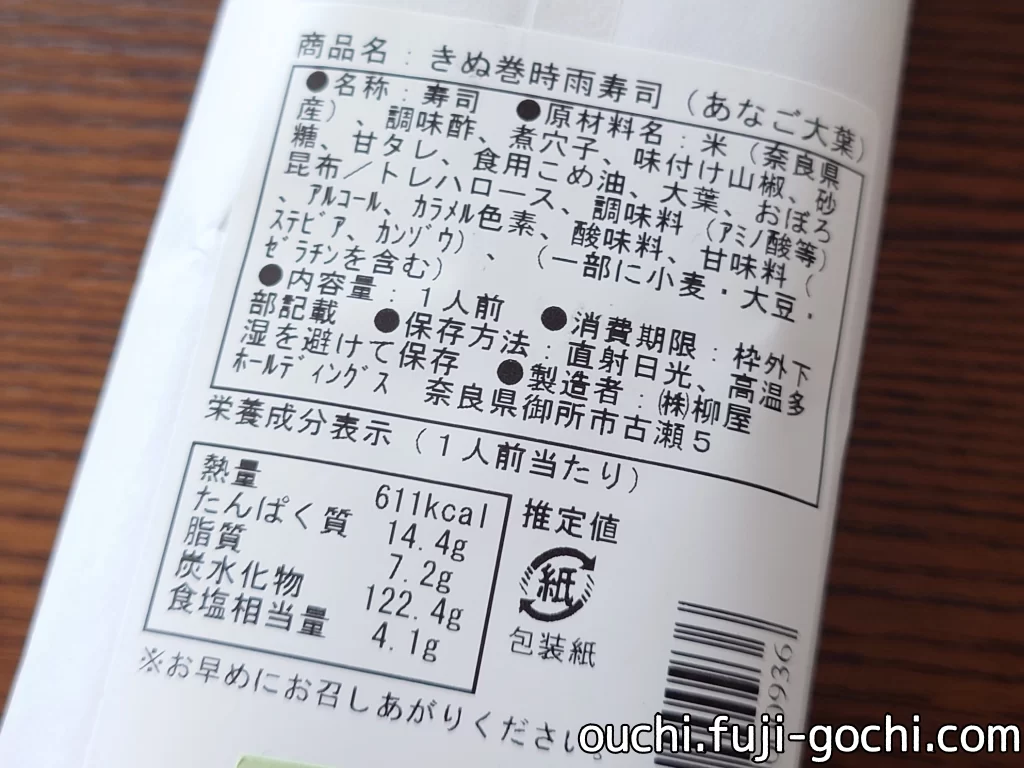 商品名：きぬ巻時雨寿司（あなご大葉）
●名称：寿司　●原材料名：米（奈良県
産）、調味酢、煮穴子、味付け山椒、砂
糖、甘タレ、食用こめ油、大葉、おぼろ
昆布／トレハロース、調味料（ｱﾐﾉ酸等）
、ｱﾙｺｰﾙ、ｶﾗﾒﾙ色素、酸味料、甘味料（
ｽﾃﾋﾞｱ、ｶﾝｿﾞｳ）、（一部に小麦・大豆・
ｾﾞﾗﾁﾝを含む）
●内容量：１人前　●消費期限：枠外下
部記載　●保存方法：直射日光、高温多
湿を避けて保存　●製造者：㈱柳屋
ﾎｰﾙﾃﾞｨﾝｸﾞｽ　奈良県御所市古瀬５
栄養成分表示（１人前当たり）
熱量 611kcal
たんぱく質 14.4g
脂質 7.2g
炭水化物 122.4g
食塩相当量 4.1g
推定値
紙
包装紙
※お早めにお召しあがりくださ
ouchi.fuji-gochi.com